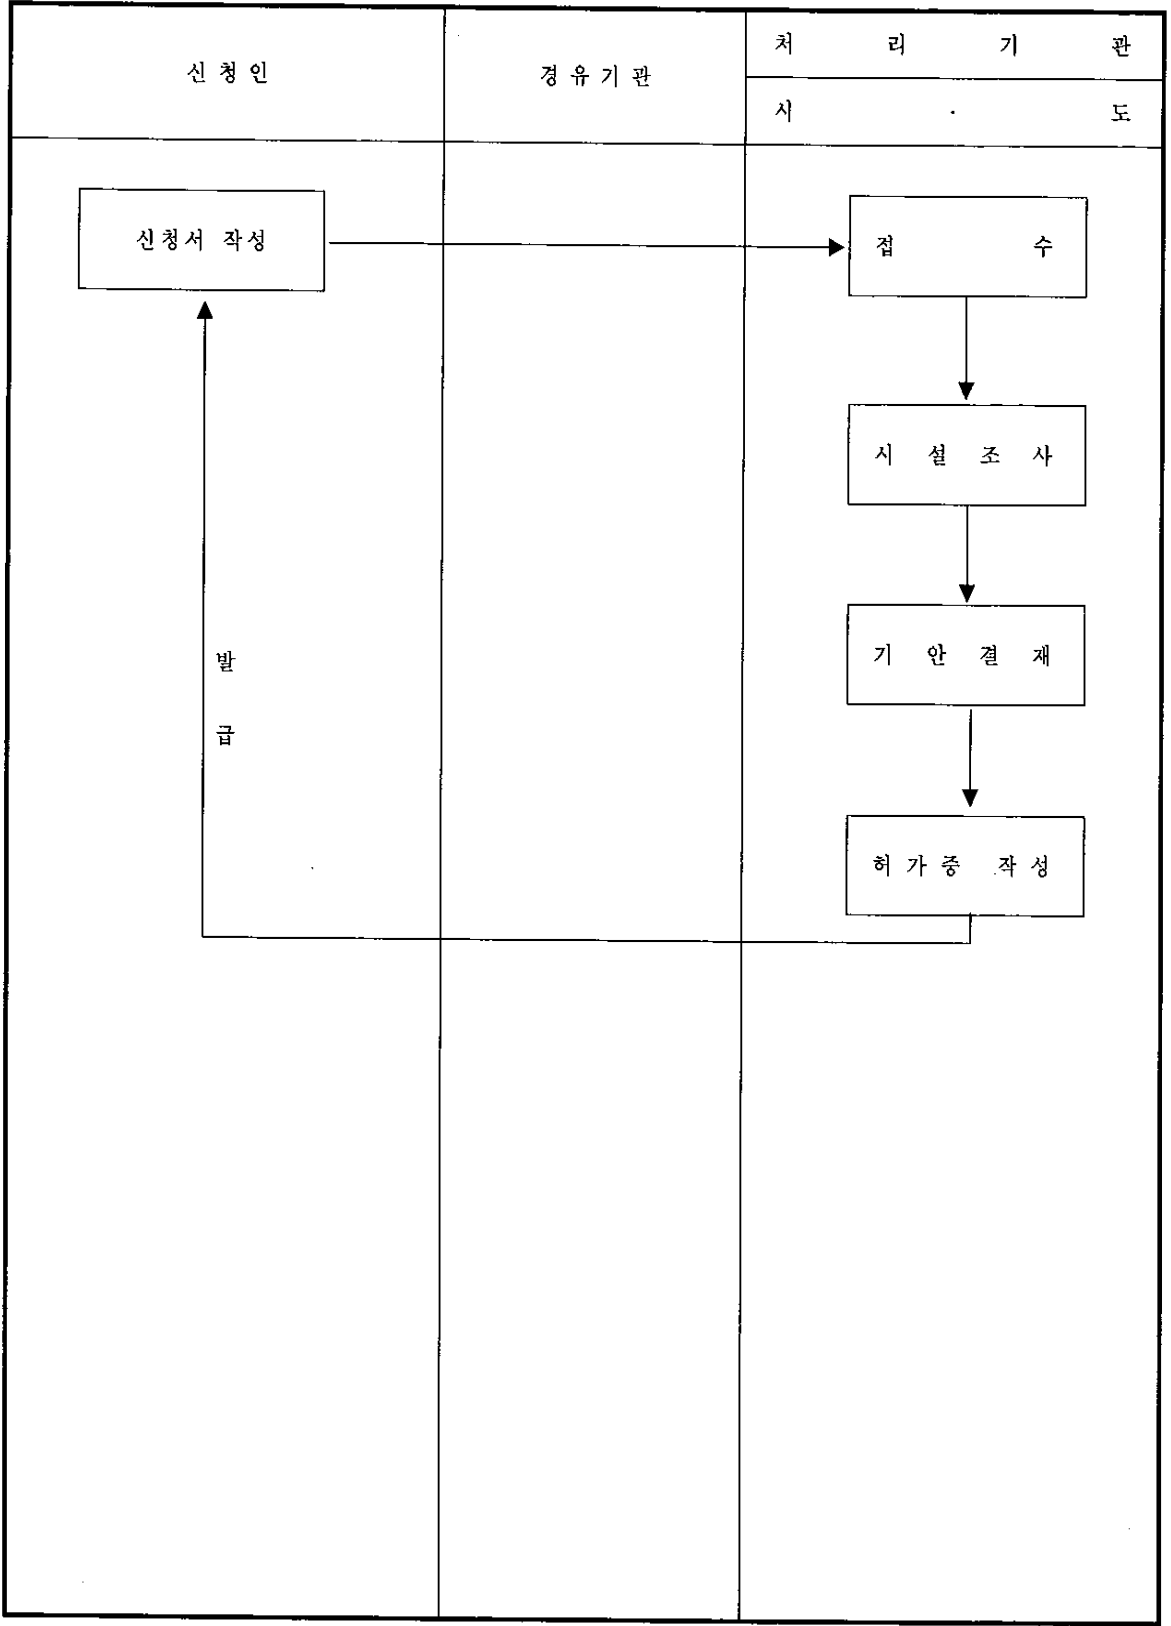 신청인
경유기관
처 리 기 관
시 · 도
신청서 작성
접 수
시 설 조 사
기 안 결 재
허가증 작성
발
급